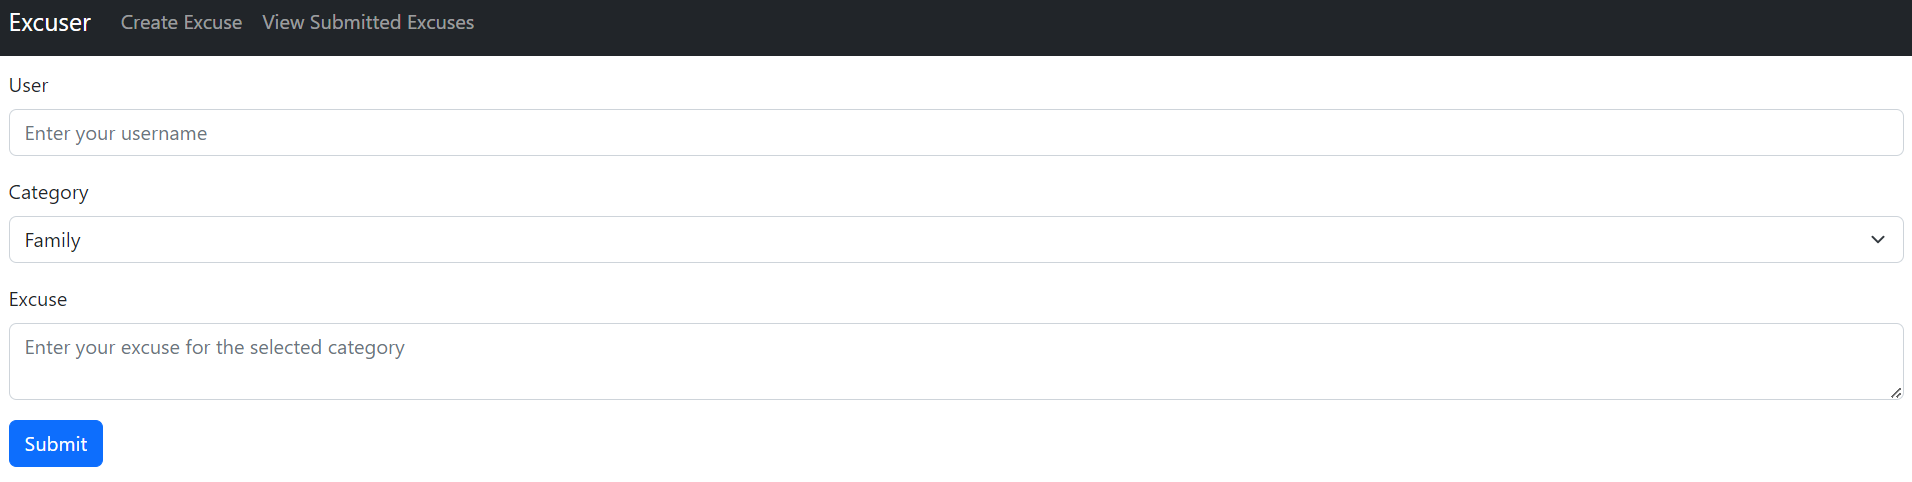 Excuser Create Excuse View Submitted Excuses
User
Enter your username
Category
Family
Excuse
Enter your excuse for the selected category
Submit